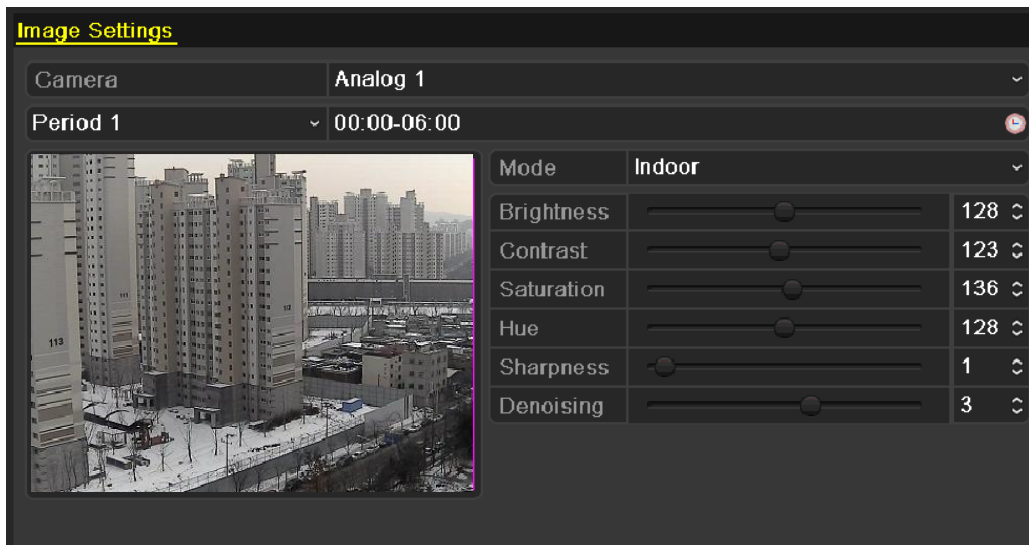 Image Settings
Camera Analog 1
Period 1 00:00-06:00
Mode Indoor
Brightness 128
Contrast 123
Saturation 136
Hue 128
Sharpness 1
Denoising 3
113